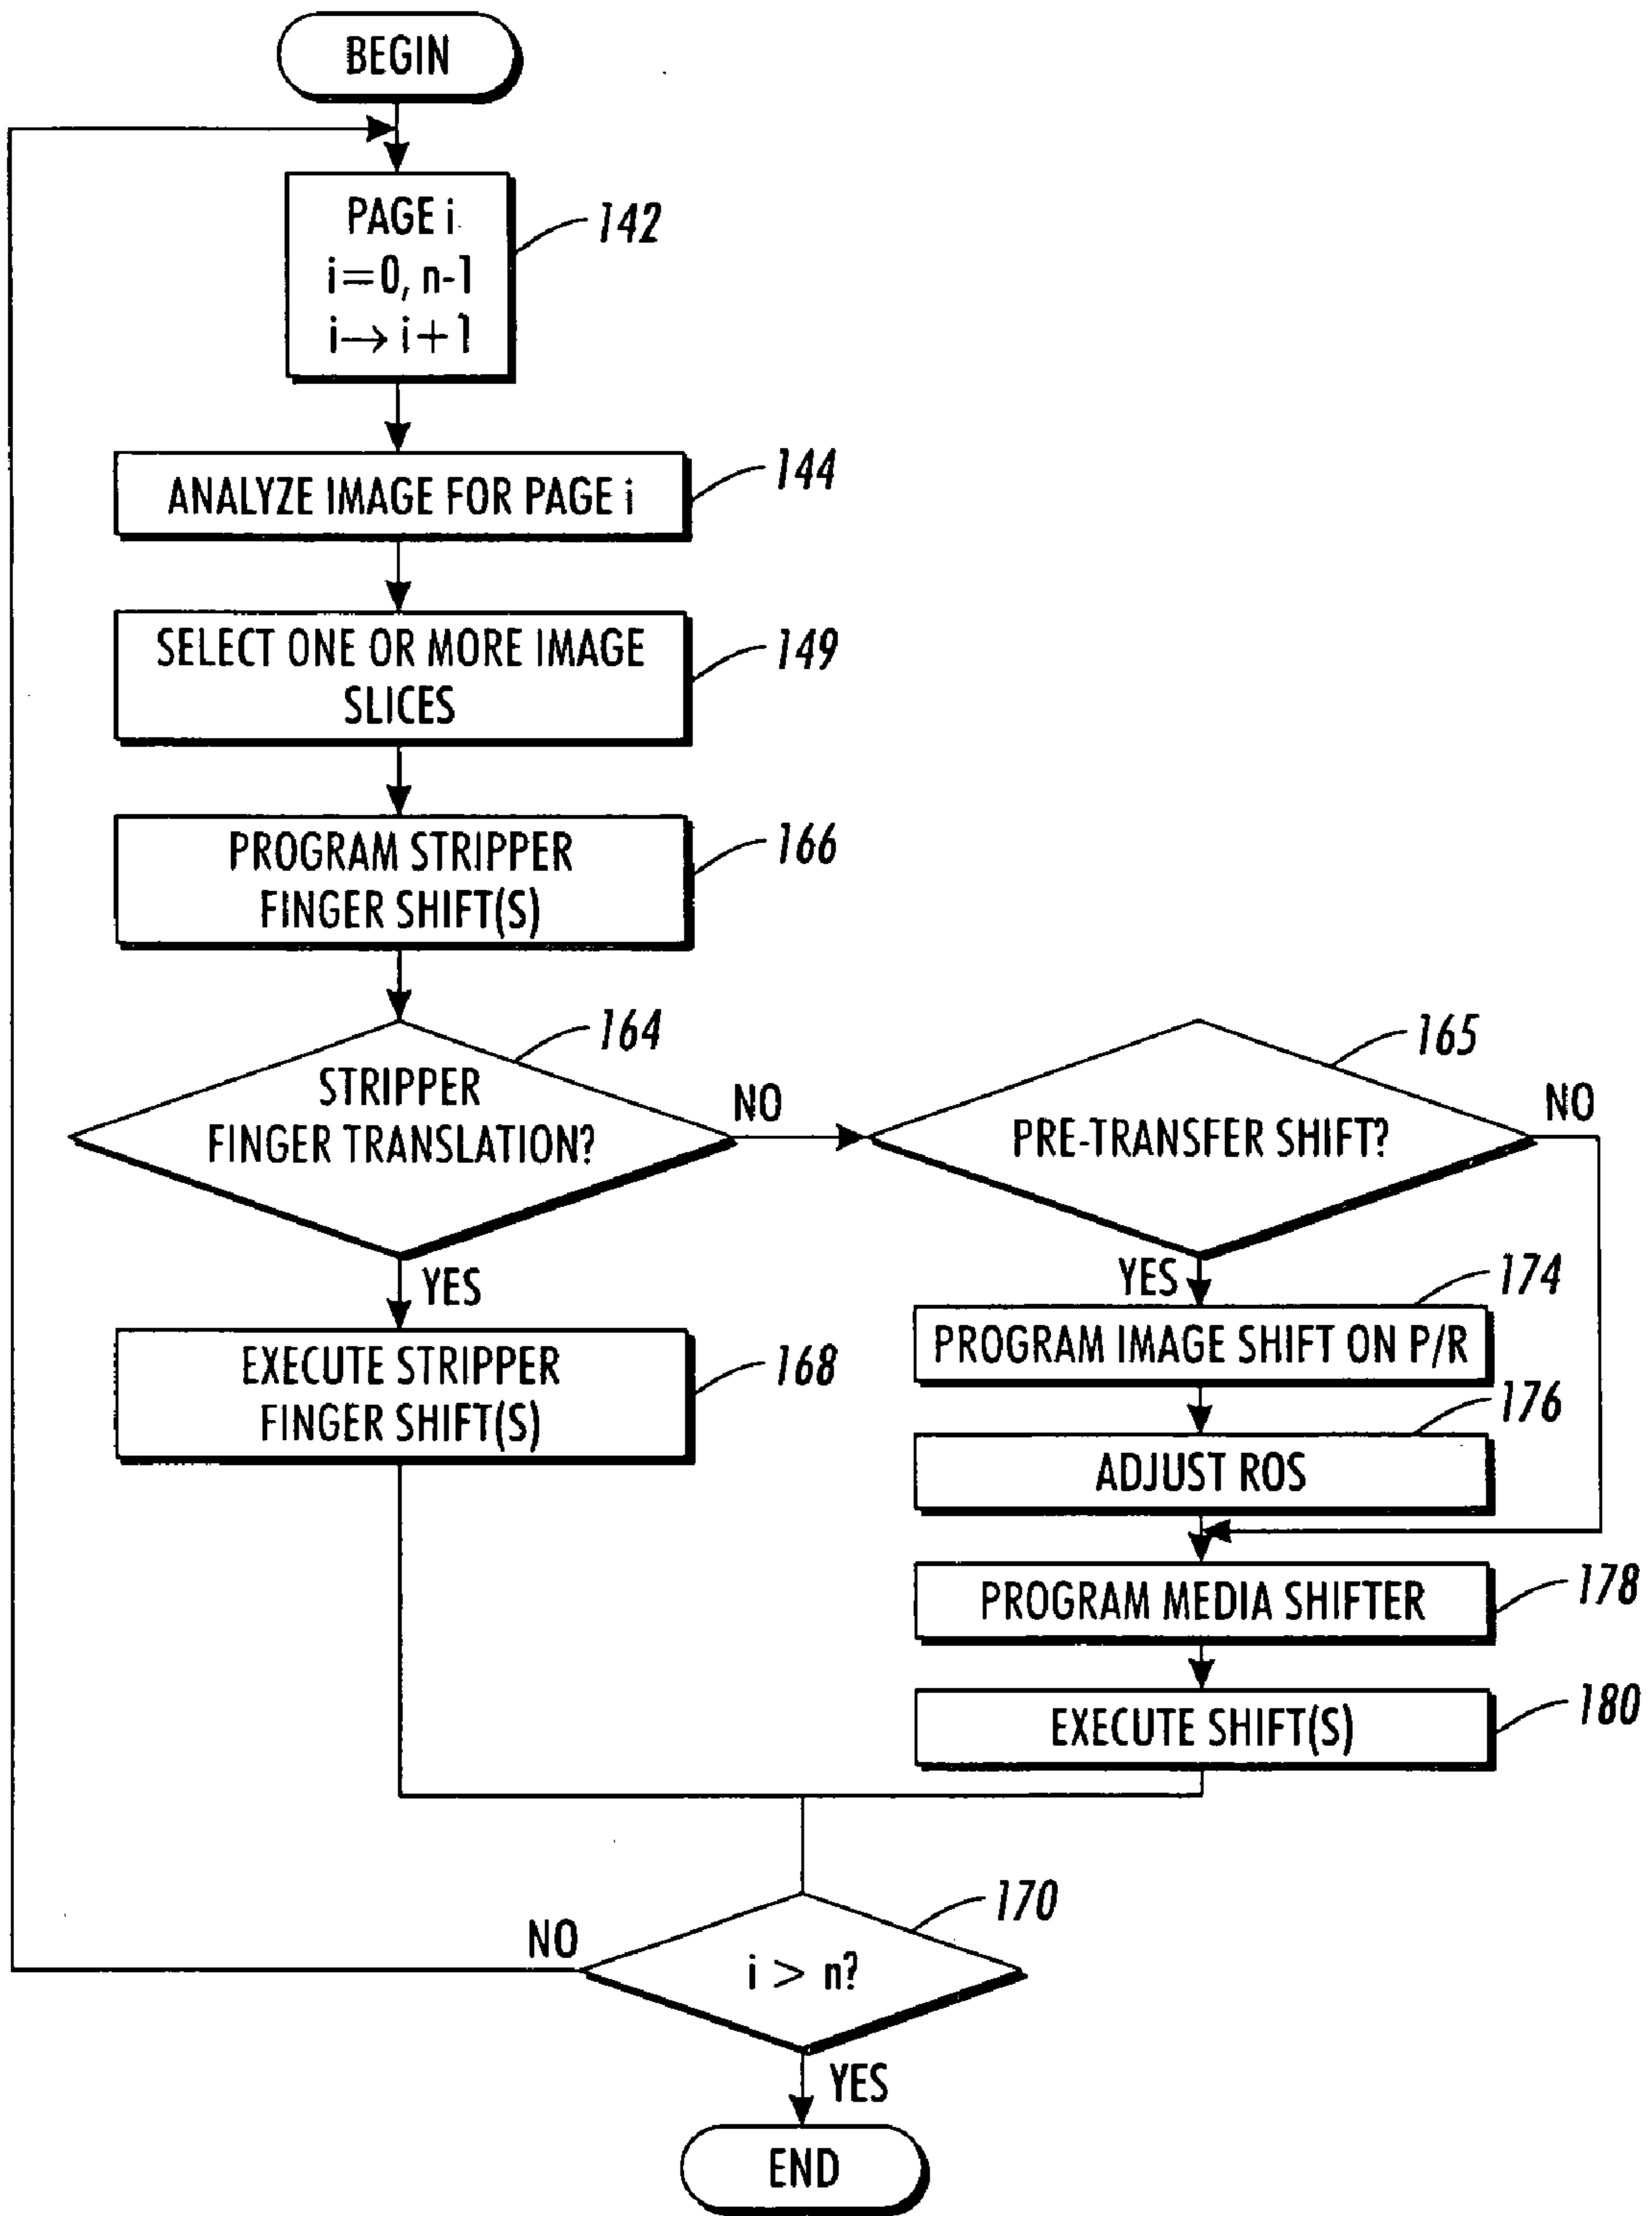 BEGIN
PAGE i
i=0, n-1
i→ i+1
142
ANALYZE IMAGE FOR PAGE i
144
SELECT ONE OR MORE IMAGE
SLICES
149
PROGRAM STRIPPER
FINGER SHIFT(S)
166
STRIPPER
FINGER TRANSLATION?
164
NO
YES
PRE-TRANSFER SHIFT?
165
NO
YES
EXECUTE STRIPPER
FINGER SHIFT(S)
168
PROGRAM IMAGE SHIFT ON P/R
174
ADJUST ROS
176
PROGRAM MEDIA SHIFTER
178
EXECUTE SHIFT(S)
180
i > n?
170
NO
YES
END